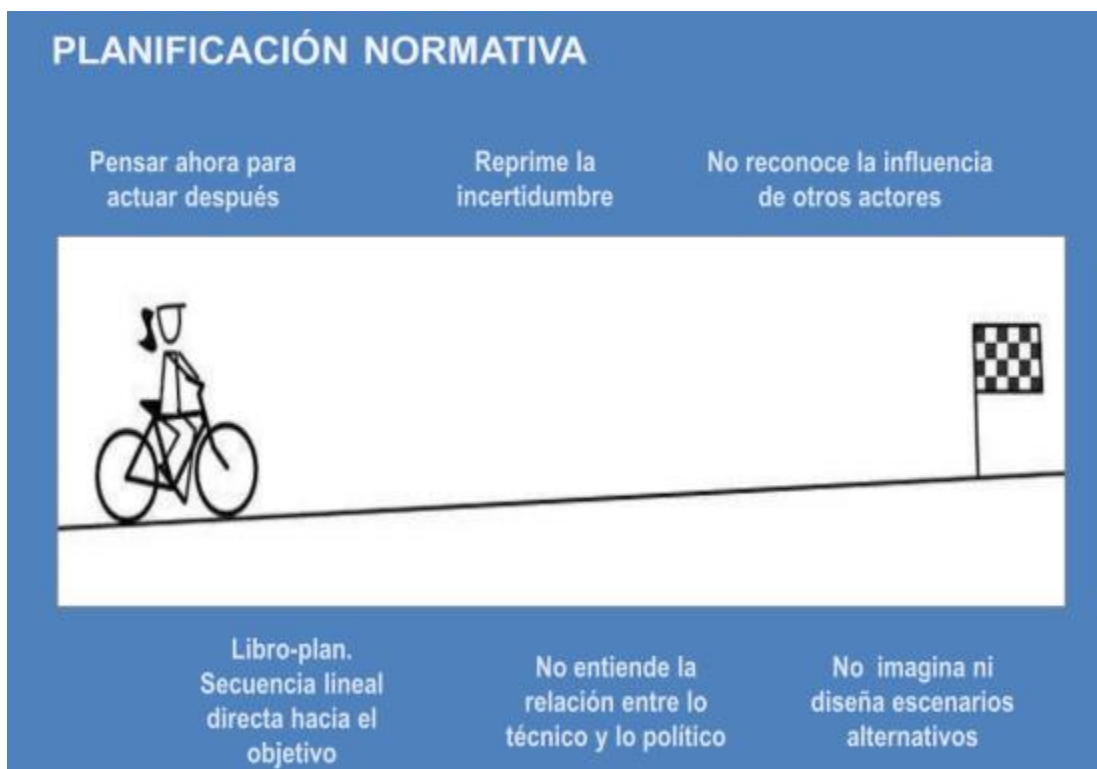 PLANIFICACIÓN NORMATIVA
Pensar ahora para
actuar después
Reprime la
incertidumbre
No reconoce la influencia
de otros actores
Libro-plan.
Secuencia lineal
directa hacia el
objetivo
No entiende la
relación entre lo
técnico y lo político
No imagina ni
diseña escenarios
alternativos